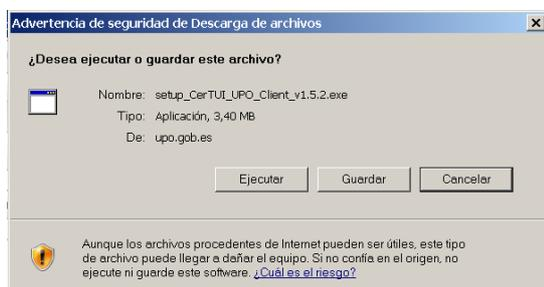 Advertencia de seguridad de Descarga de archivos
¿Desea ejecutar o guardar este archivo?
Nombre: setup_CerTUI_UPO_Client_v1.5.2.exe
Tipo: Aplicación, 3,40 MB
De: upo.gob.es
Ejecutar Guardar Cancelar
Aunque los archivos procedentes de Internet pueden ser útiles, este tipo
de archivo puede llegar a dañar el equipo. Si no confía en el origen, no
ejecute ni guarde este software. ¿Cuál es el riesgo?